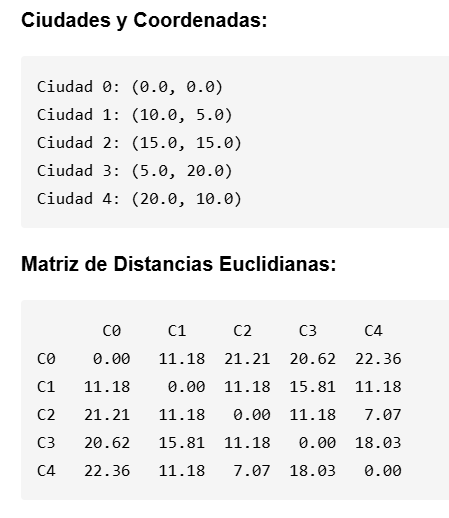 Ciudades y Coordenadas:
Ciudad 0: (0.0, 0.0)
Ciudad 1: (10.0, 5.0)
Ciudad 2: (15.0, 15.0)
Ciudad 3: (5.0, 20.0)
Ciudad 4: (20.0, 10.0)
Matriz de Distancias Euclidianas:
C0 C1 C2 C3 C4
C0 0.00 11.18 21.21 20.62 22.36
C1 11.18 0.00 11.18 15.81 11.18
C2 21.21 11.18 0.00 11.18 7.07
C3 20.62 15.81 11.18 0.00 18.03
C4 22.36 11.18 7.07 18.03 0.00